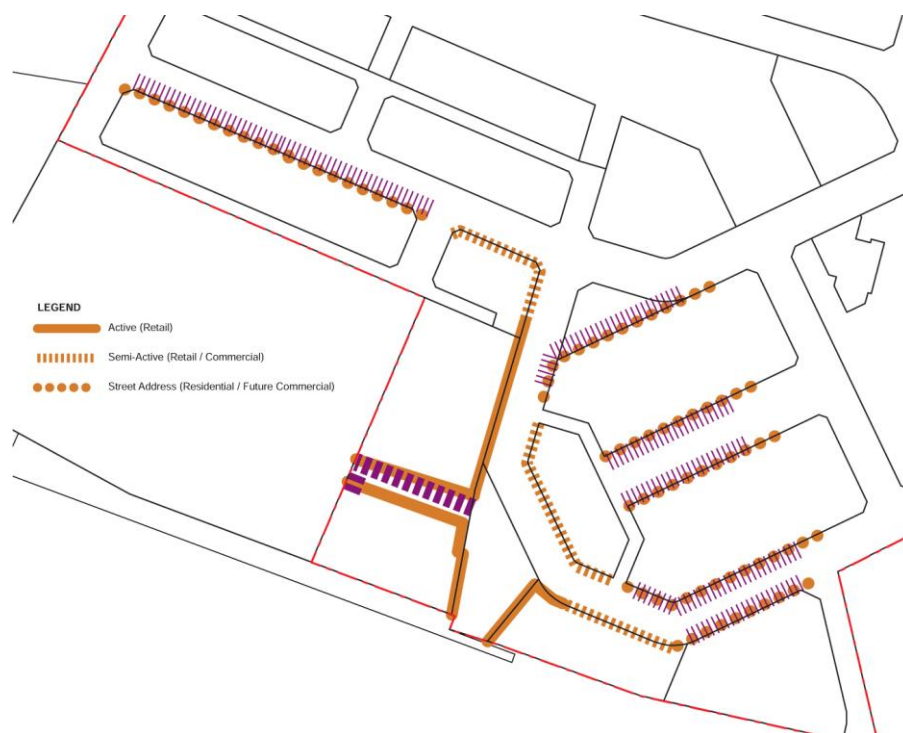 LEGEND
Active (Retail)
Semi-Active (Retail / Commercial)
Street Address (Residential / Future Commercial)